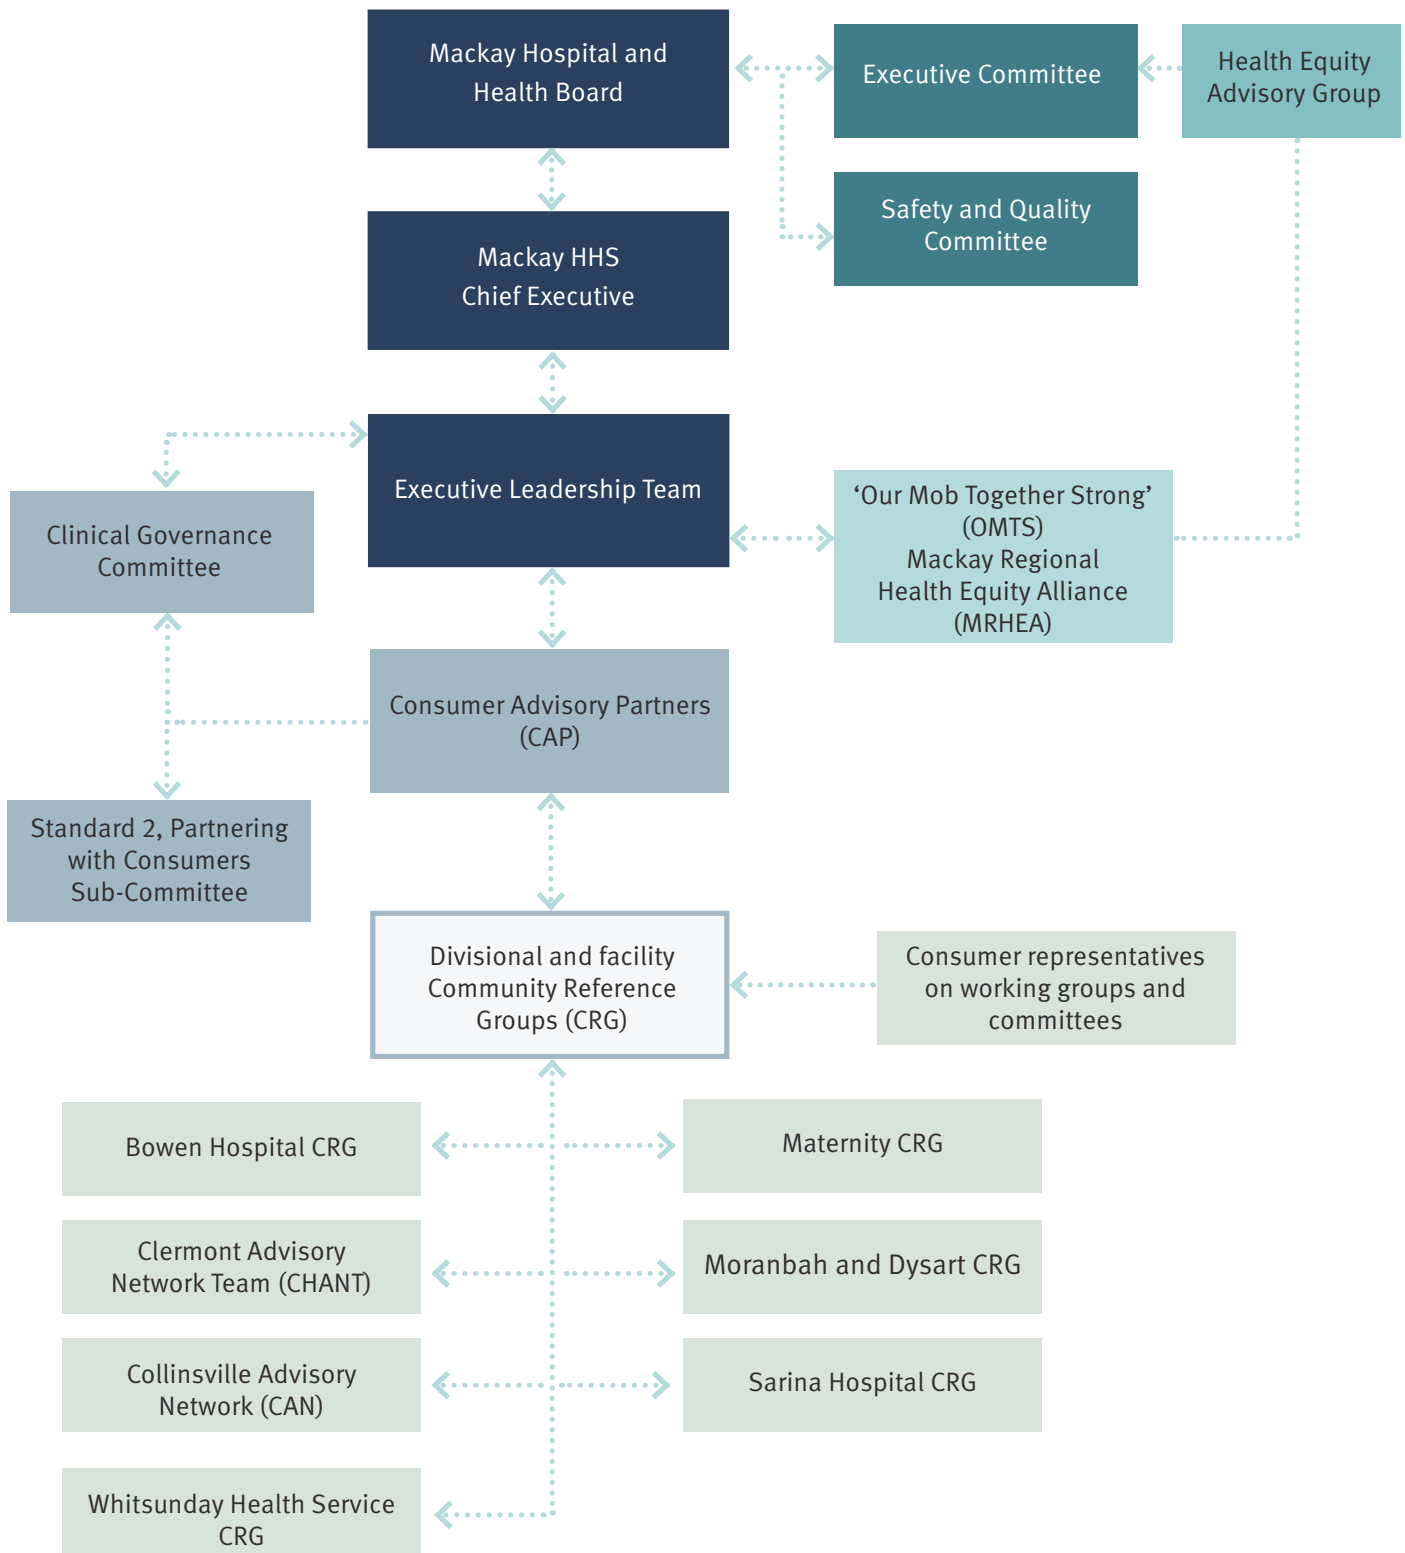 Mackay Hospital and
Health Board
Executive Committee
Health Equity
Advisory Group
Safety and Quality
Committee
Mackay HHS
Chief Executive
Executive Leadership Team
‘Our Mob Together Strong’
(OMTS)
Mackay Regional
Health Equity Alliance
(MRHEA)
Clinical Governance
Committee
Consumer Advisory Partners
(CAP)
Standard 2, Partnering
with Consumers
Sub-Committee
Divisional and facility
Community Reference
Groups (CRG)
Consumer representatives
on working groups and
committees
Bowen Hospital CRG
Maternity CRG
Clermont Advisory
Network Team (CHANT)
Moranbah and Dysart CRG
Collinsville Advisory
Network (CAN)
Sarina Hospital CRG
Whitsunday Health Service
CRG